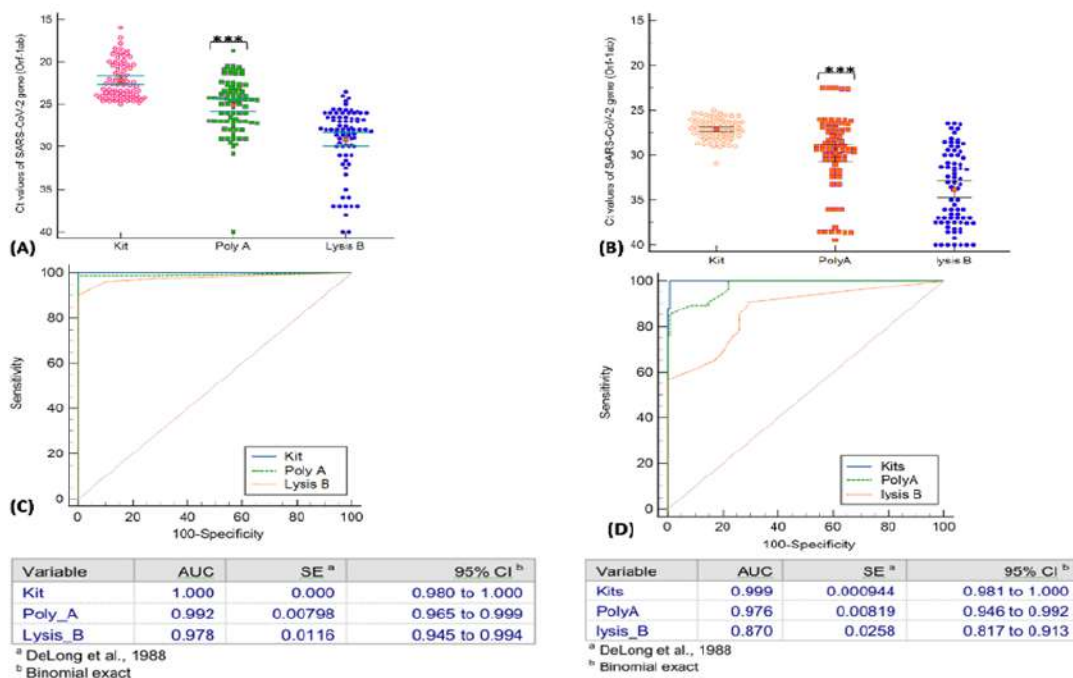 ***
15
20
25
30
35
40
Ct values of SARS-CoV-2 gene (Orf-1ab)
Kit
Poly A
Lysis B
(A)
***
15
20
25
30
35
40
Ct values of SARS-CoV-2 gene (Orf-1ab)
Kit
PolyA
lysis B
(B)
100
80
60
40
20
0
Sensitivity
Kit
Poly A
Lysis B
0 20 40 60 80 100
100-Specificity
(C)
100
80
60
40
20
0
Sensitivity
Kits
PolyA
lysis B
0 20 40 60 80 100
100-Specificity
(D)
Variable AUC SE a 95% CI b
Kit 1.000 0.000 0.980 to 1.000
Poly_A 0.992 0.00798 0.965 to 0.999
Lysis_B 0.978 0.0116 0.945 to 0.994
a DeLong et al., 1988
b Binomial exact
Variable AUC SE a 95% CI b
Kits 0.999 0.000944 0.981 to 1.000
PolyA 0.976 0.00819 0.946 to 0.992
lysis_B 0.870 0.0258 0.817 to 0.913
a DeLong et al., 1988
b Binomial exact